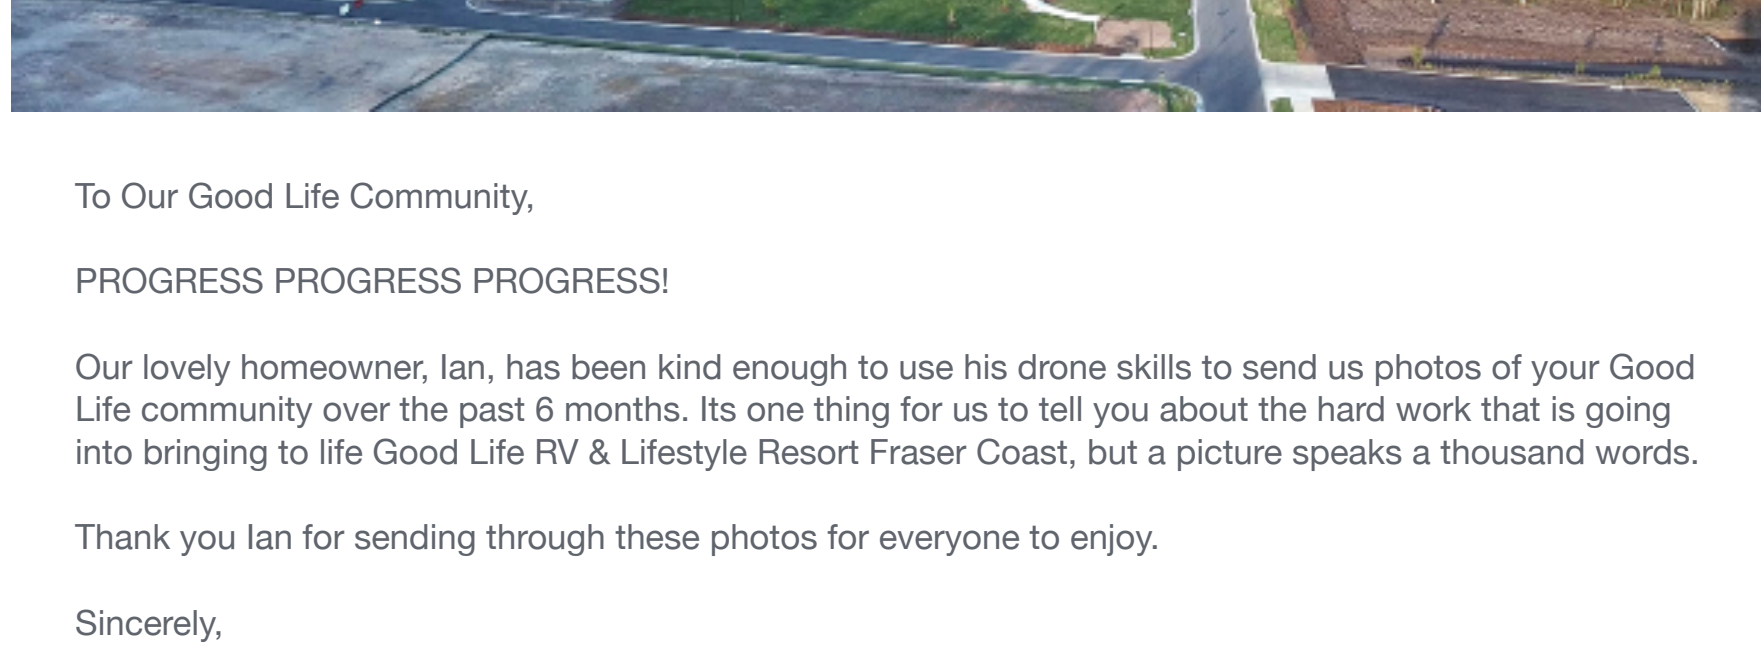 To Our Good Life Community,
PROGRESS PROGRESS PROGRESS!
Our lovely homeowner, Ian, has been kind enough to use his drone skills to send us photos of your Good
Life community over the past 6 months. Its one thing for us to tell you about the hard work that is going
into bringing to life Good Life RV & Lifestyle Resort Fraser Coast, but a picture speaks a thousand words.
Thank you Ian for sending through these photos for everyone to enjoy.
Sincerely,